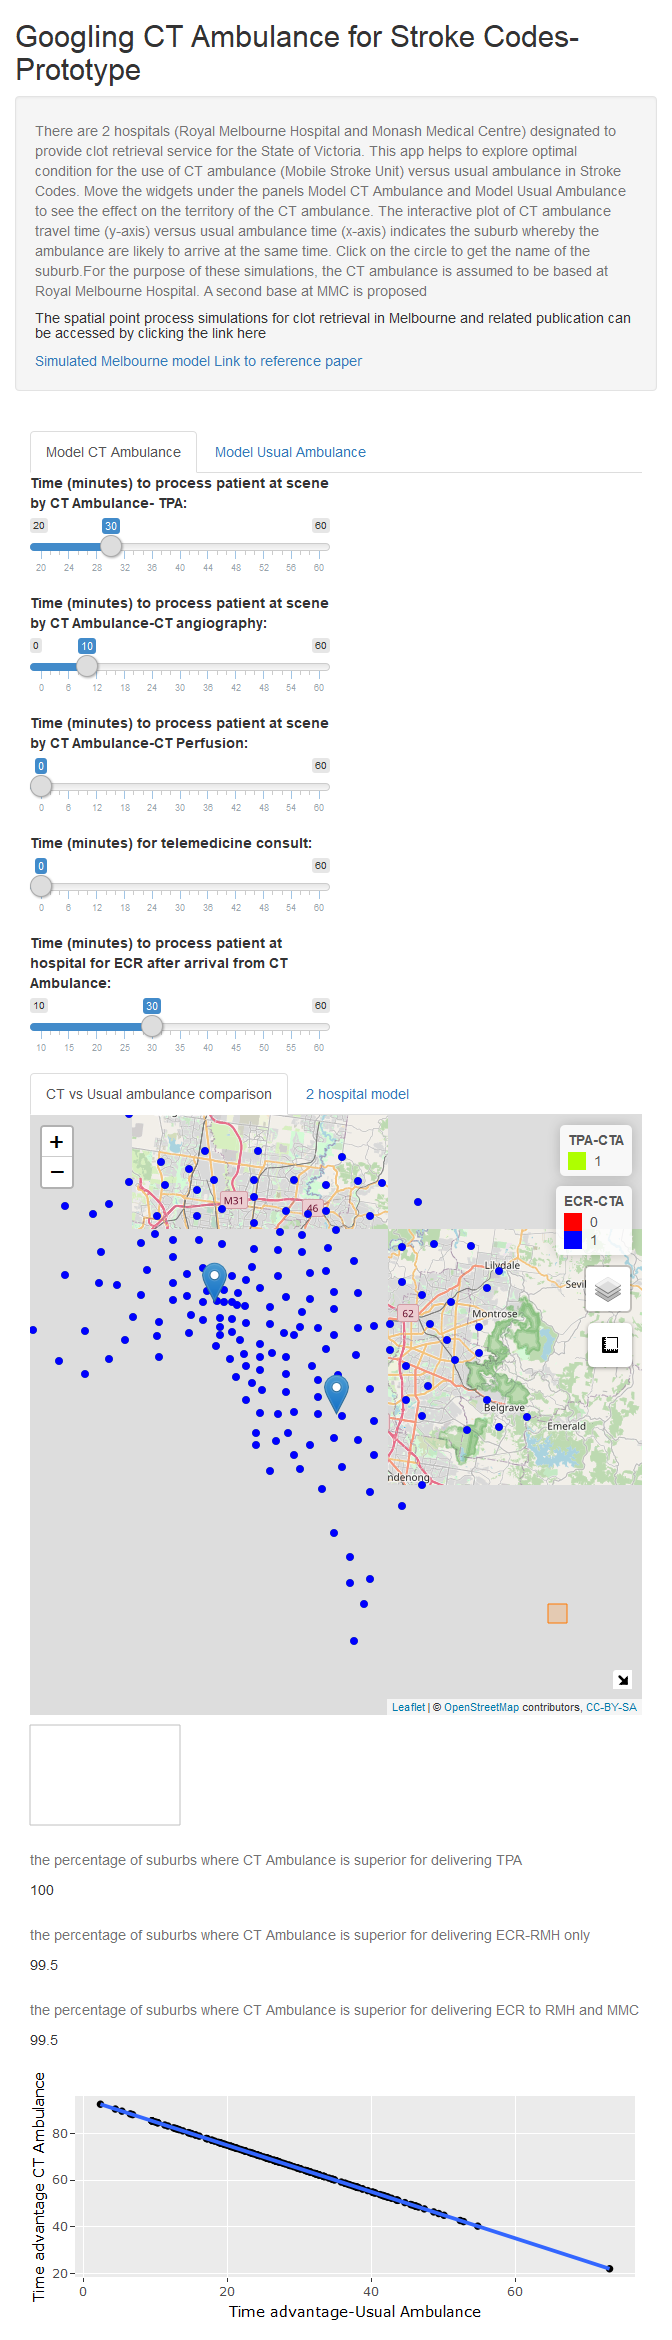 Googling CT Ambulance for Stroke Codes-
Prototype
There are 2 hospitals (Royal Melbourne Hospital and Monash Medical Centre) designated to
provide clot retrieval service for the State of Victoria. This app helps to explore optimal
condition for the use of CT ambulance (Mobile Stroke Unit) versus usual ambulance in Stroke
Codes. Move the widgets under the panels Model CT Ambulance and Model Usual Ambulance
to see the effect on the territory of the CT ambulance. The interactive plot of CT ambulance
travel time (y-axis) versus usual ambulance time (x-axis) indicates the suburb whereby the
ambulance are likely to arrive at the same time. Click on the circle to get the name of the
suburb.For the purpose of these simulations, the CT ambulance is assumed to be based at
Royal Melbourne Hospital. A second base at MMC is proposed
The spatial point process simulations for clot retrieval in Melbourne and related publication can
be accessed by clicking the link here
Simulated Melbourne model Link to reference paper
Model CT Ambulance Model Usual Ambulance
Time (minutes) to process patient at scene
by CT Ambulance- TPA:
20 30 60
20 24 28 32 36 40 44 48 52 56 60
Time (minutes) to process patient at scene
by CT Ambulance-CT angiography:
0 10 60
0 6 12 18 24 30 36 42 48 54 60
Time (minutes) to process patient at scene
by CT Ambulance-CT Perfusion:
0 60
0 6 12 18 24 30 36 42 48 54 60
Time (minutes) for telemedicine consult:
0 60
0 6 12 18 24 30 36 42 48 54 60
Time (minutes) to process patient at
hospital for ECR after arrival from CT
Ambulance:
10 30 60
10 15 20 25 30 35 40 45 50 55 60
CT vs Usual ambulance comparison 2 hospital model
+
−
TPA-CTA
1
ECR-CTA
0
1
M31
46
Lilydale
Sevil
62
Montrose
Belgrave
Emerald
ndenong
Leaflet | © OpenStreetMap contributors, CC-BY-SA
the percentage of suburbs where CT Ambulance is superior for delivering TPA
100
the percentage of suburbs where CT Ambulance is superior for delivering ECR-RMH only
99.5
the percentage of suburbs where CT Ambulance is superior for delivering ECR to RMH and MMC
99.5
Time advantage CT Ambulance
80
60
40
20
0 20 40 60
Time advantage-Usual Ambulance